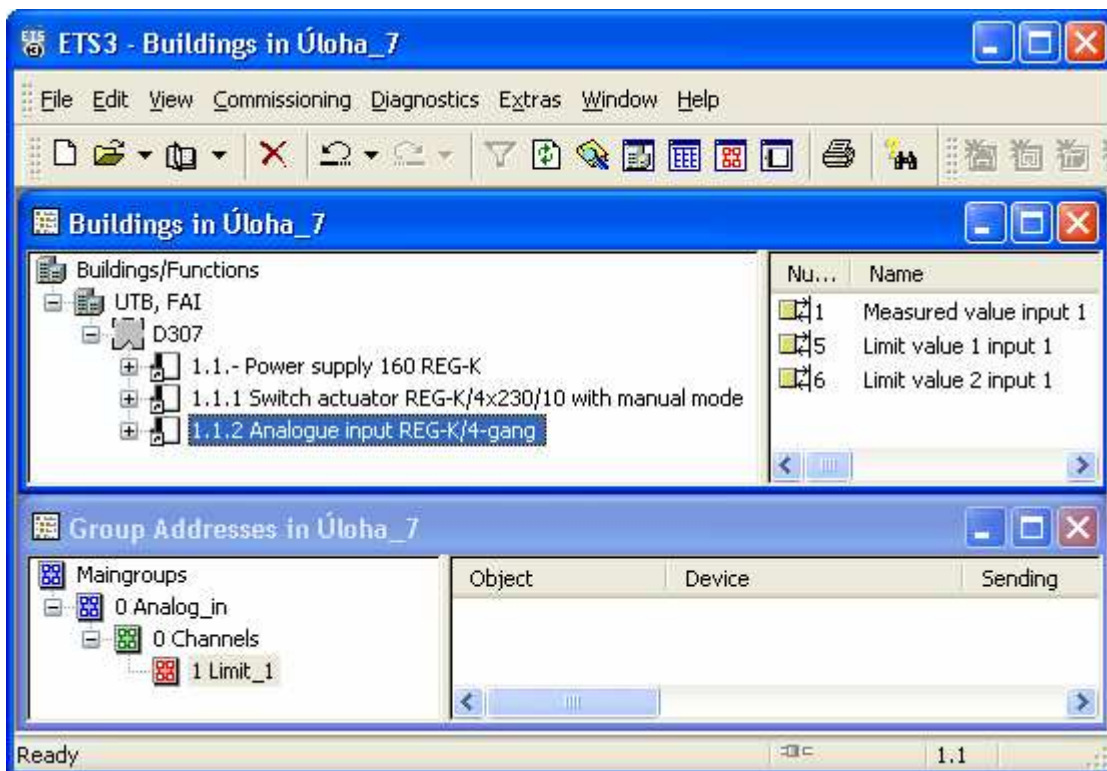 ETS3 - Buildings in Úloha_7
File Edit View Commissioning Diagnostics Extras Window Help
Buildings in Úloha_7
Buildings/Functions
UTB, FAI
D307
1.1.- Power supply 160 REG-K
1.1.1 Switch actuator REG-K/4x230/10 with manual mode
1.1.2 Analogue input REG-K/4-gang
Nu... Name
1 Measured value input 1
5 Limit value 1 input 1
6 Limit value 2 input 1
Group Addresses in Úloha_7
Maingroups
0 Analog_in
0 Channels
1 Limit_1
Object Device Sending
Ready 1.1